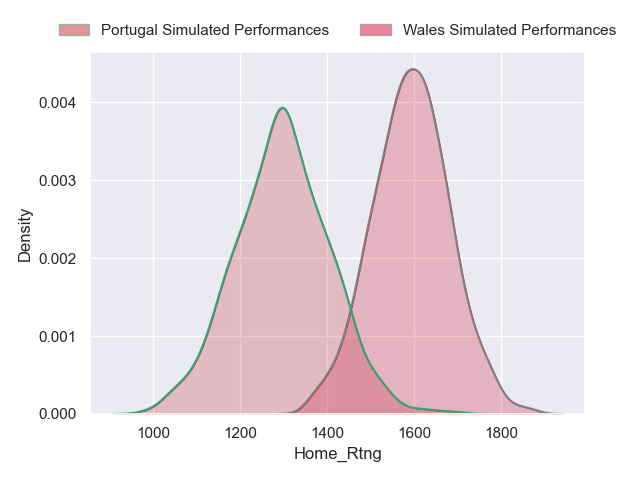 Portugal Simulated Performances Wales Simulated Performances
0.004
0.003
0.002
0.001
0.000
Density
1000 1200 1400 1600 1800
Home_Rtng